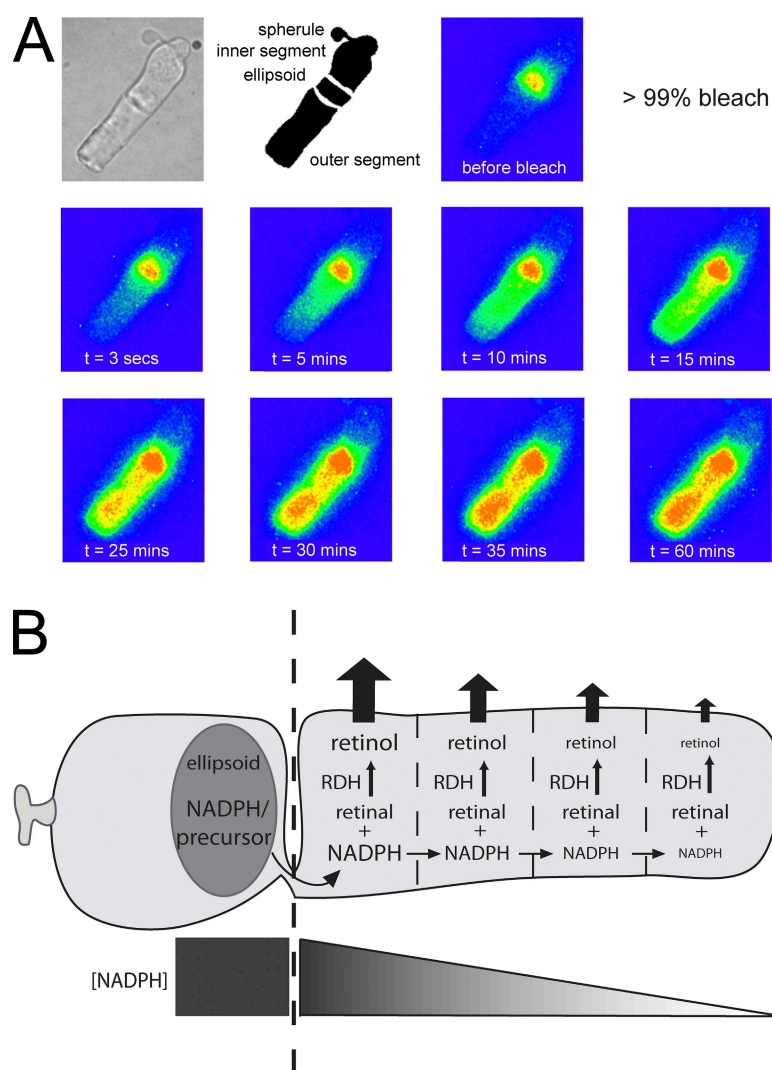 A
spherule
inner segment
ellipsoid
outer segment
before bleach
> 99% bleach
t = 3 secs
t = 5 mins
t = 10 mins
t = 15 mins
t = 25 mins
t = 30 mins
t = 35 mins
t = 60 mins
B
ellipsoid
NADPH/
precursor
retinol retinol retinol retinol
RDH RDH RDH RDH
retinal retinal retinal retinal
+ + + +
NADPH NADPH NADPH NADPH
[NADPH]